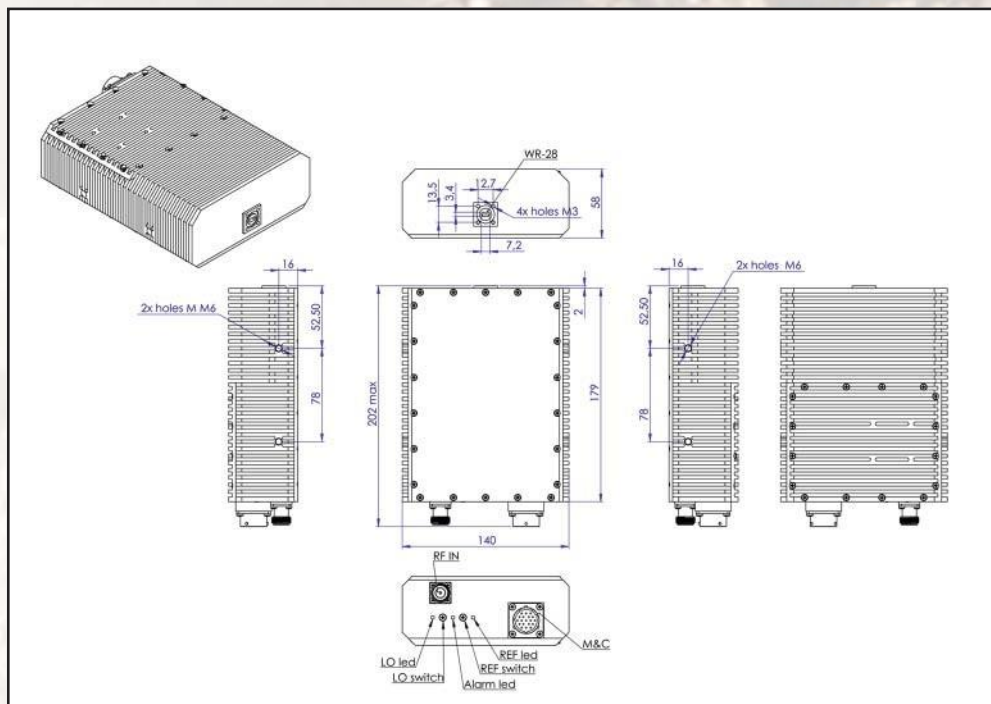 WR-28
2,7
13,5
3,4
58
4x holes M3
7,2
16
52,50
2x holes M M6
78
202 max
2
179
140
16
2x holes M6
52,50
78
RF IN
M&C
REF led
LO led
REF switch
LO switch
Alarm led